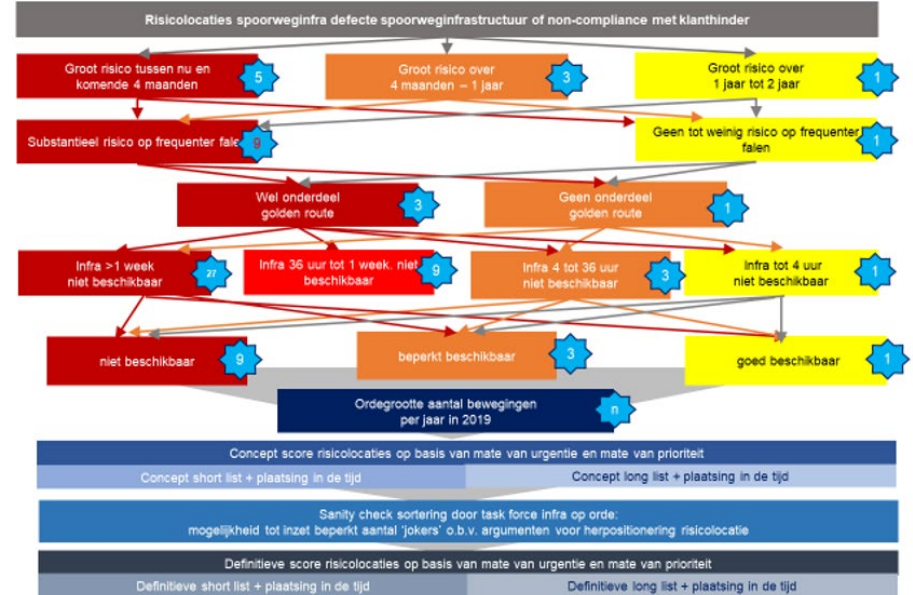 Risicolocaties spoorweginfra defecte spoorweginfrastructuur of non-compliance met klanthinder
Groot risico tussen nu en
komende 4 maanden
5
Groot risico over
4 maanden – 1 jaar
3
Groot risico over
1 jaar tot 2 jaar
1
Substantieel risico op frequenter fale
9
Geen tot weinig risico op frequenter
falen
1
Wel onderdeel
golden route
3
Geen onderdeel
golden route
1
Infra >1 week
niet beschikbaar
27
Infra 36 uur tot 1 week. niet
beschikbaar
9
Infra 4 tot 36 uur
niet beschikbaar
3
Infra tot 4 uur
niet beschikbaar
1
niet beschikbaar
9
beperkt beschikbaar
3
goed beschikbaar
1
Ordegrootte aantal bewegingen
per jaar in 2019
n
Concept score risicolocaties op basis van mate van urgentie en mate van prioriteit
Concept short list + plaatsing in de tijd
Concept long list + plaatsing in de tijd
Sanity check sortering door task force infra op orde:
mogelijkheid tot inzet beperkt aantal 'jokers' o.b.v. argumenten voor herpositionering risicolocatie
Definitieve score risicolocaties op basis van mate van urgentie en mate van prioriteit
Definitieve short list + plaatsing in de tijd
Definitieve long list + plaatsing in de tijd